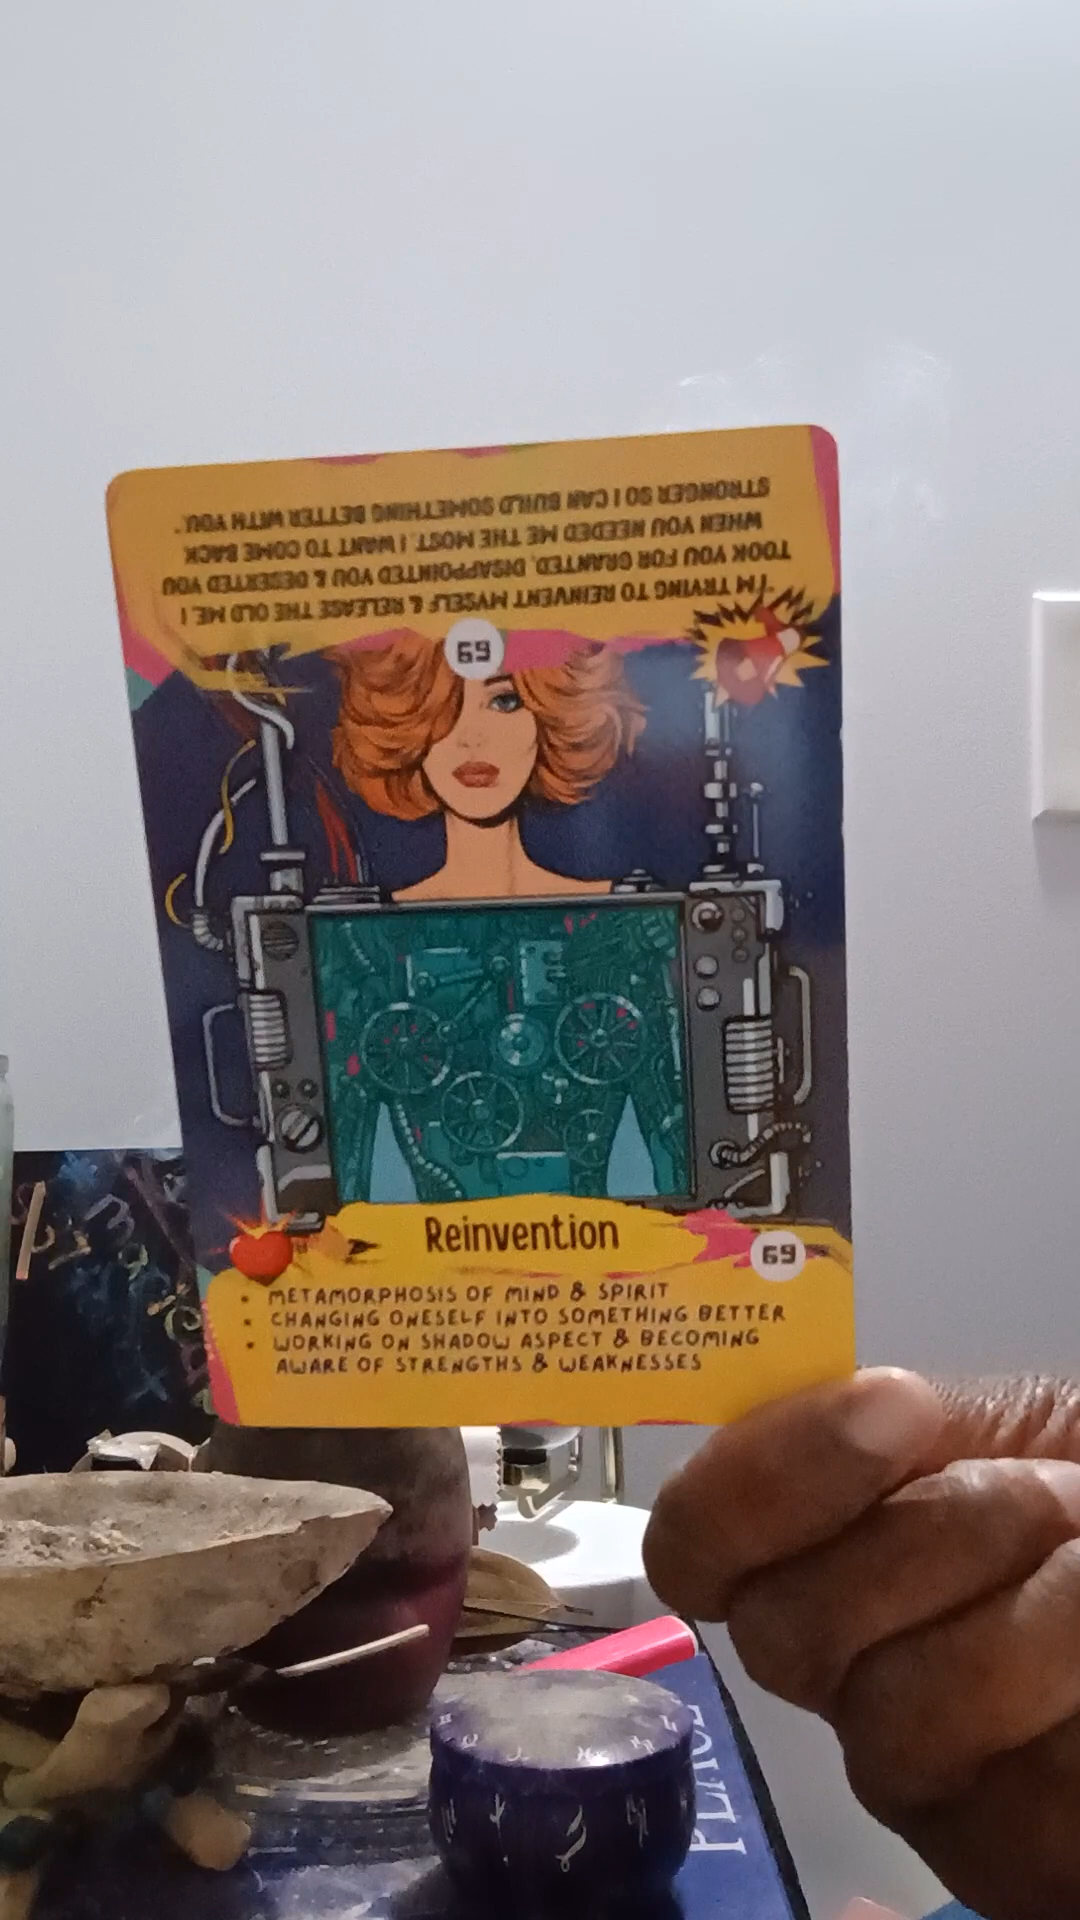 "I'M TRYING TO REINVENT MYSELF & RELEASE THE OLD ME. I
TOOK YOU FOR GRANTED, DISAPPOINTED YOU & DESERTED YOU
WHEN YOU NEEDED ME THE MOST. I WANT TO COME BACK
STRONGER SO I CAN BUILD SOMETHING BETTER WITH YOU."
69
Reinvention
69
• METAMORPHOSIS OF MIND & SPIRIT
• CHANGING ONESELF INTO SOMETHING BETTER
• WORKING ON SHADOW ASPECT & BECOMING
AWARE OF STRENGTHS & WEAKNESSES
PEACE